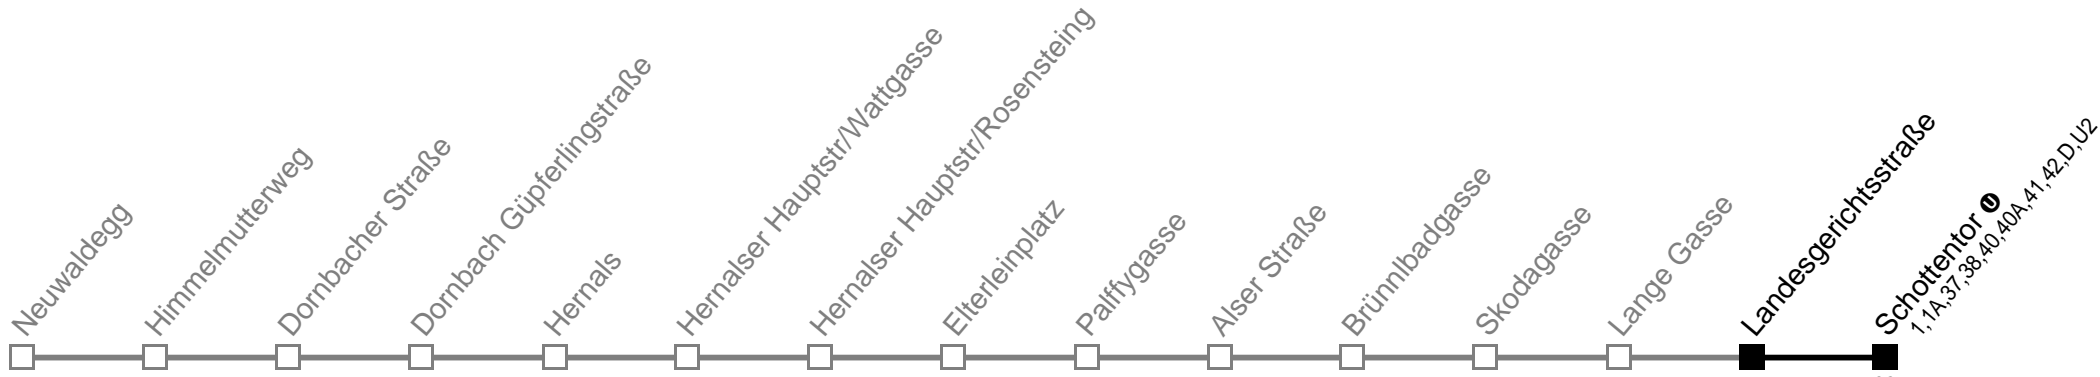 Neuwaldegg
Himmelmutterweg
Dornbacher Straße
Dornbach Güpferlingstraße
Hernals
Hernalser Hauptstr/Wattgasse
Hernalser Hauptstr/Rosensteing
Elterleinplatz
Palffygasse
Alser Straße
Brünnlbadgasse
Skodagasse
Lange Gasse
Landesgerichtsstraße
Schottentor U
1,1A,37,38,40,40A,41,42,D,U2